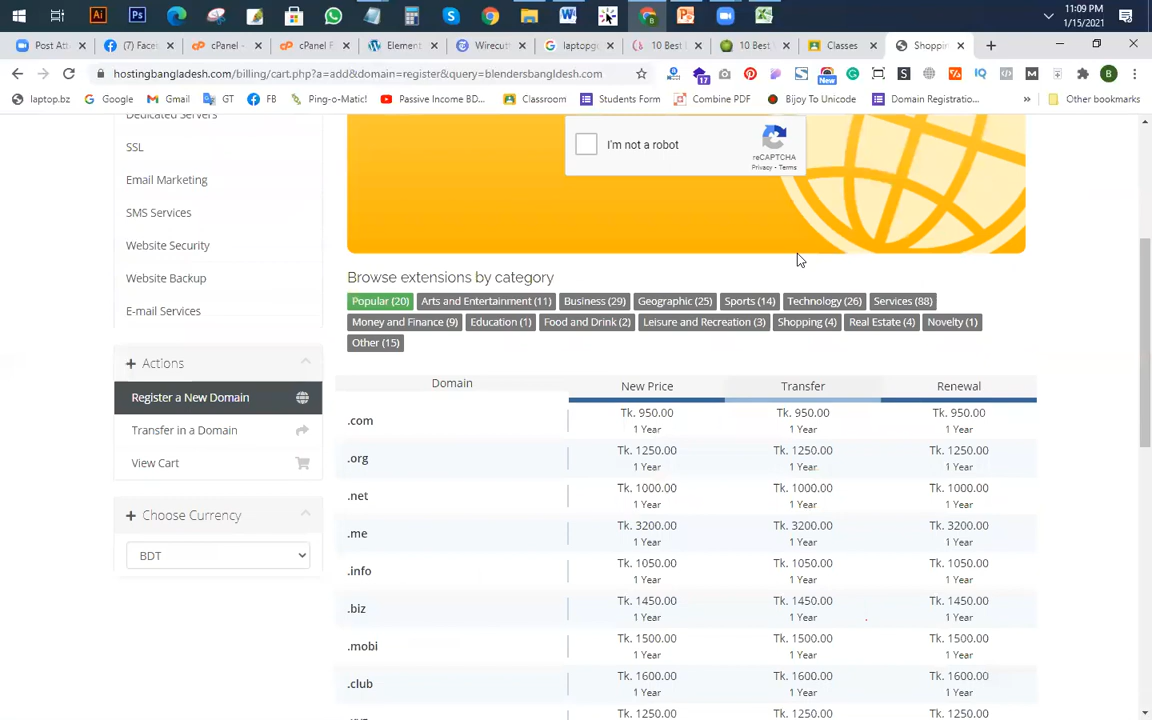 11:09 PM
1/15/2021
Post At
(7) Face
cPanel -
cPanel F
Element
Wirecut
laptopg
10 Best
10 Best
Classes
Shoppin
hostingbangladesh.com/billing/cart.php?a=add&domain=register&query=blendersbangldesh.com
17
New
B
laptop.bz
Google
Gmail
GT
FB
Ping-o-Matic!
Passive Income BD...
Classroom
Students Form
Combine PDF
Bijoy To Unicode
Domain Registratio...
Other bookmarks
Dedicated Servers
SSL
Email Marketing
SMS Services
Website Security
Website Backup
E-mail Services
Actions
Register a New Domain
Transfer in a Domain
View Cart
Choose Currency
BDT
I'm not a robot
reCAPTCHA
Privacy - Terms
Browse extensions by category
Popular (20) Arts and Entertainment (11) Business (29) Geographic (25) Sports (14) Technology (26) Services (88)
Money and Finance (9) Education (1) Food and Drink (2) Leisure and Recreation (3) Shopping (4) Real Estate (4) Novelty (1)
Other (15)
Domain New Price Transfer Renewal
.com Tk. 950.00 Tk. 950.00 Tk. 950.00
1 Year 1 Year 1 Year
.org Tk. 1250.00 Tk. 1250.00 Tk. 1250.00
1 Year 1 Year 1 Year
.net Tk. 1000.00 Tk. 1000.00 Tk. 1000.00
1 Year 1 Year 1 Year
.me Tk. 3200.00 Tk. 3200.00 Tk. 3200.00
1 Year 1 Year 1 Year
.info Tk. 1050.00 Tk. 1050.00 Tk. 1050.00
1 Year 1 Year 1 Year
.biz Tk. 1450.00 Tk. 1450.00 Tk. 1450.00
1 Year 1 Year 1 Year
.mobi Tk. 1500.00 Tk. 1500.00 Tk. 1500.00
1 Year 1 Year 1 Year
.club Tk. 1600.00 Tk. 1600.00 Tk. 1600.00
1 Year 1 Year 1 Year
Tk. 1250.00 Tk. 1250.00 Tk. 1250.00